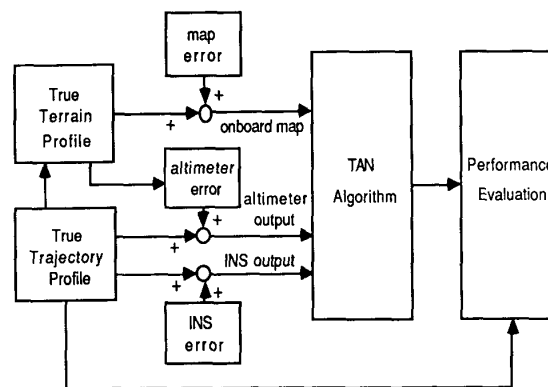 map
error
True
Terrain
Profile
+
+
onboard map
altimeter
error
altimeter
output
+
+
True
Trajectory
Profile
INS output
+
+
INS
error
TAN
Algorithm
Performance
Evaluation